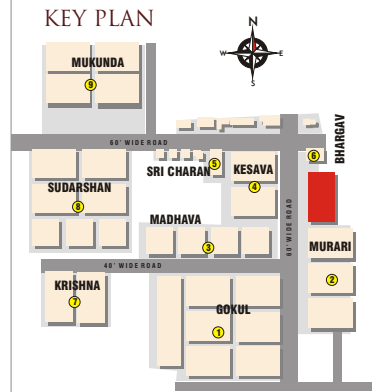 KEY PLAN
N
W E
S
MUKUNDA
9
60' WIDE ROAD
BHARGAV
6
SRI CHARAN
5
KESAVA
4
SUDARSHAN
8
MADHAVA
3
60' WIDE ROAD
MURARI
2
40' WIDE ROAD
KRISHNA
7
GOKUL
1